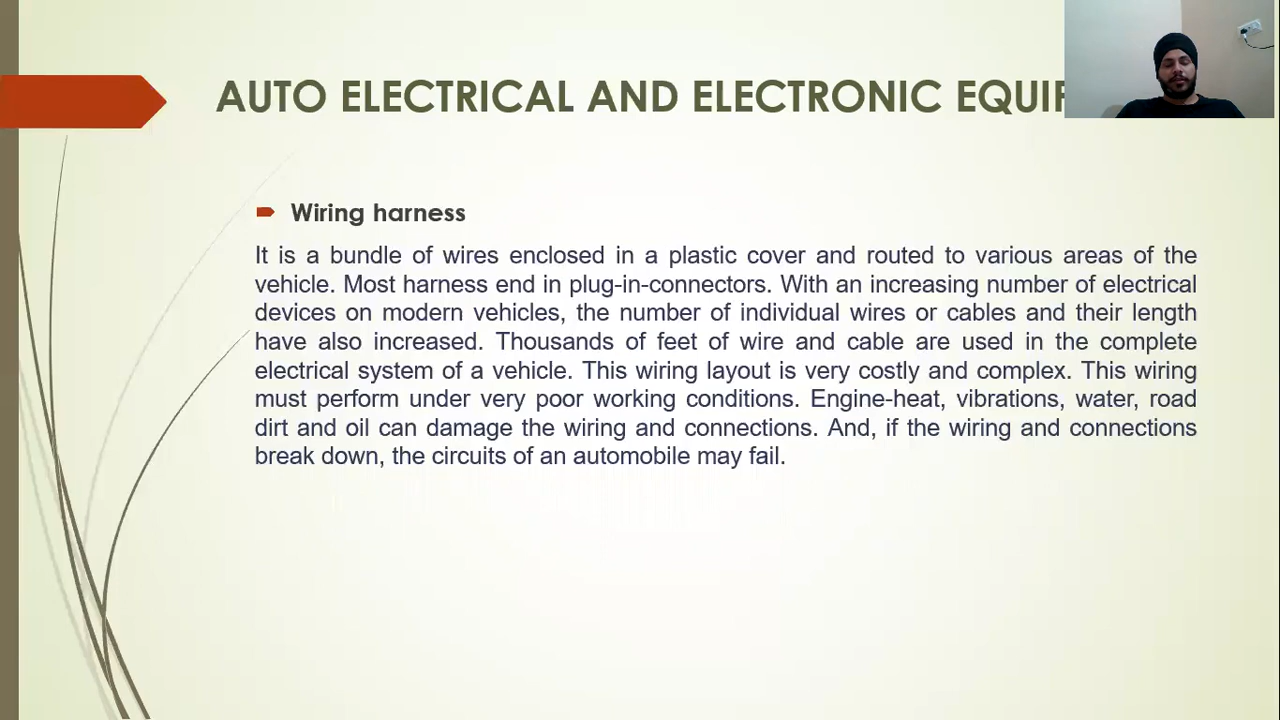 AUTO ELECTRICAL AND ELECTRONIC
Wiring harness
It is a bundle of wires enclosed in a plastic cover and routed to various areas of the
vehicle. Most harness end in plug-in-connectors. With an increasing number of electrical
devices on modern vehicles, the number of individual wires or cables and their length
have also increased. Thousands of feet of wire and cable are used in the complete
electrical system of a vehicle. This wiring layout is very costly and complex. This wiring
must perform under very poor working conditions. Engine-heat, vibrations, water, road
dirt and oil can damage the wiring and connections. And, if the wiring and connections
break down, the circuits of an automobile may fail.